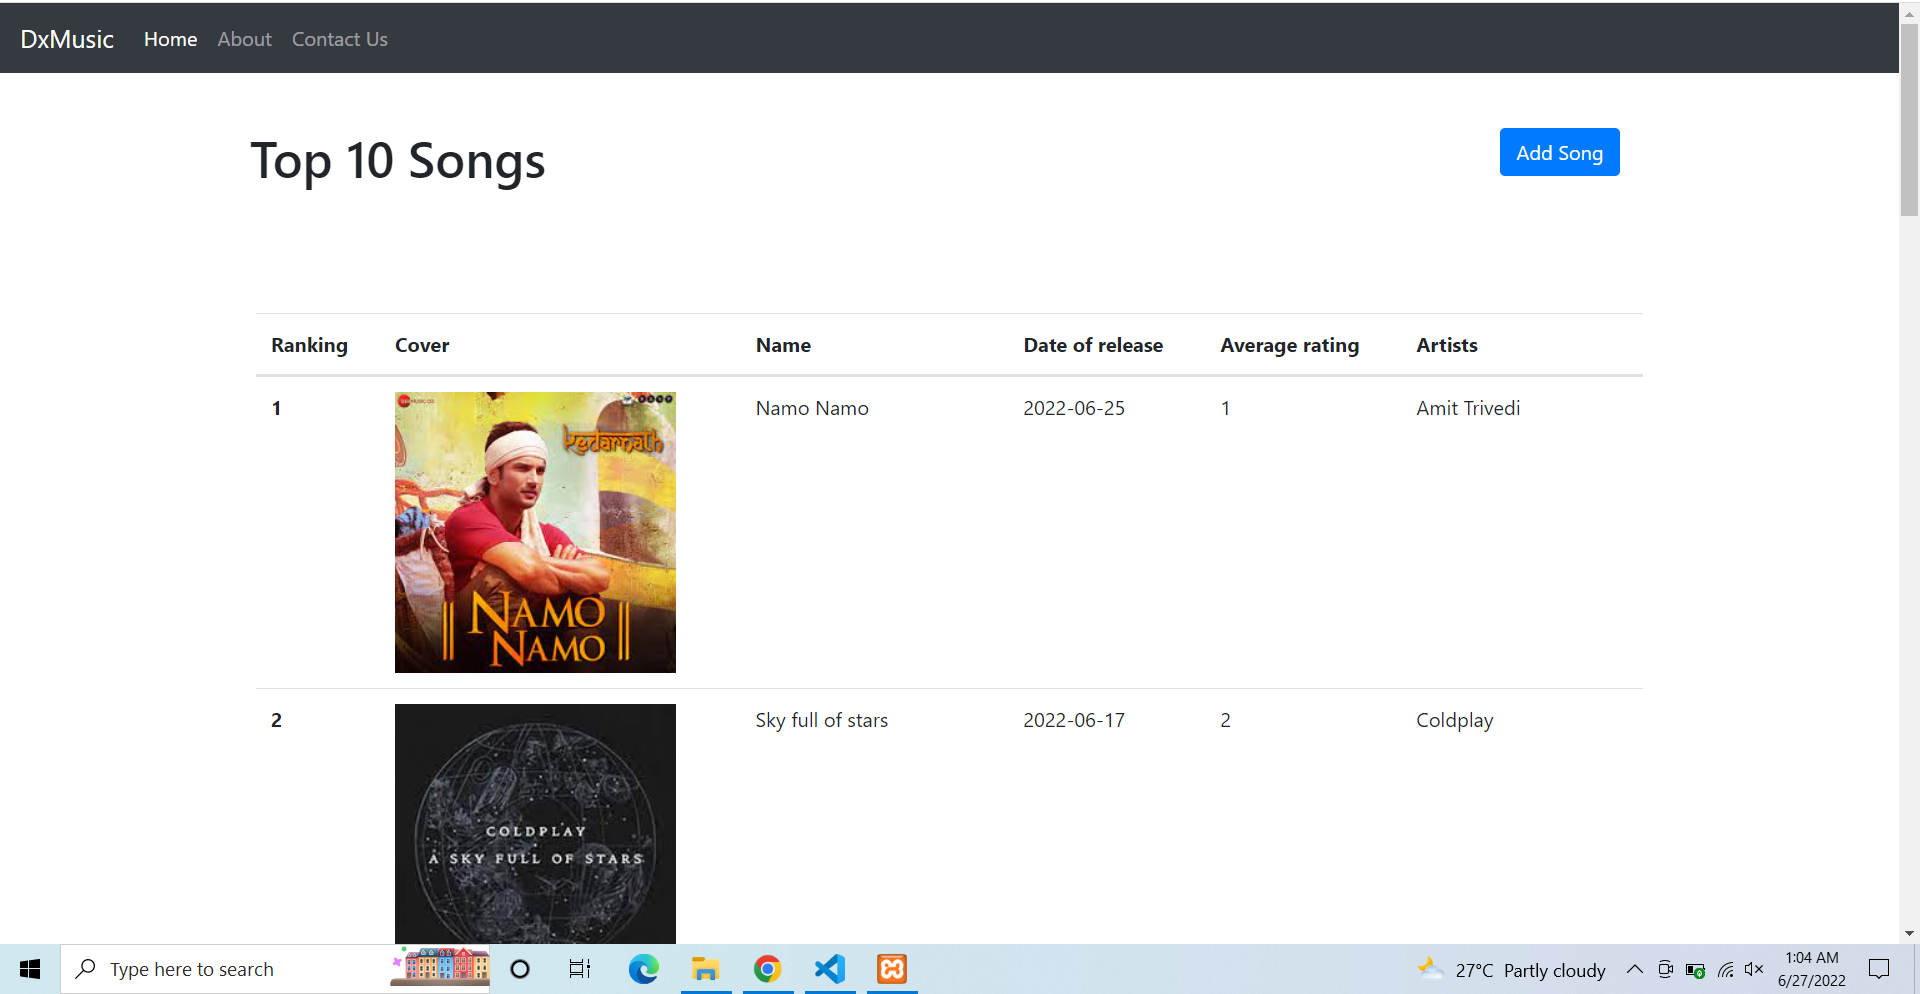 DxMusic Home About Contact Us
Top 10 Songs
Add Song
Ranking Cover Name Date of release Average rating Artists
1 Namo Namo 2022-06-25 1 Amit Trivedi
kedarnath
NAMO
NAMO
2 Sky full of stars 2022-06-17 2 Coldplay
COLDPLAY
A SKY FULL OF STARS
Type here to search
27°C Partly cloudy
1:04 AM
6/27/2022